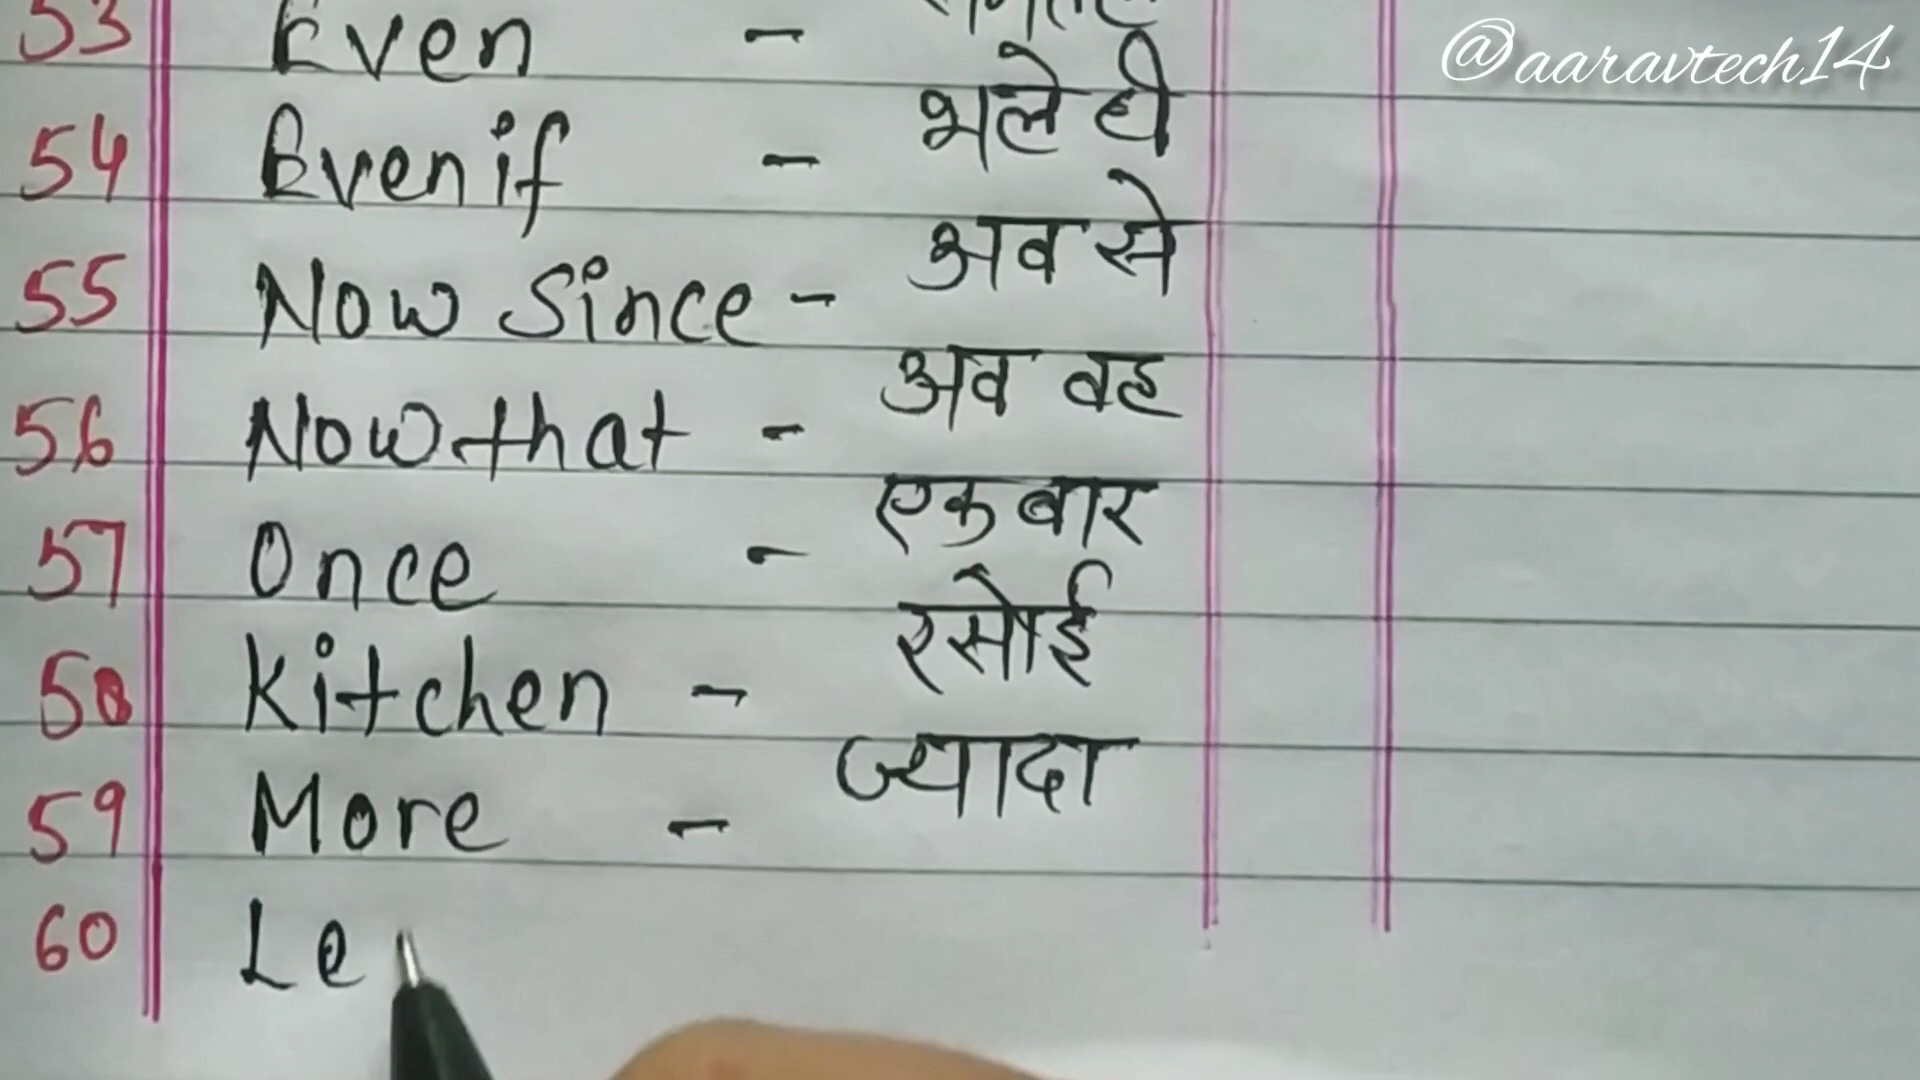 @aaravtech14
53 Even - समतल
54 Even if - भले ही
55 Now Since - अब से
56 Now that - अब वह
57 Once - एक बार
58 Kitchen - रसोई
59 More - ज्यादा
60 Le